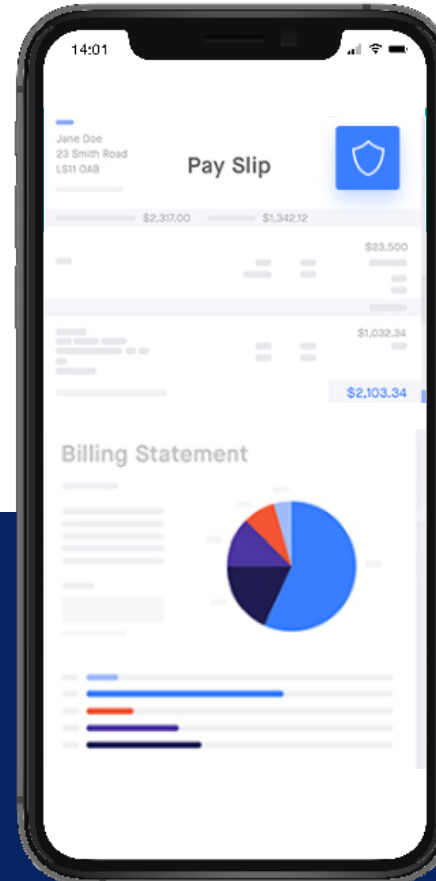 14:01
Jane Doe
23 Smith Road
LS11 OAB
Pay Slip
$2,317.00 $1,342.12
$23,500
$1,032.34
$2,103.34
Billing Statement